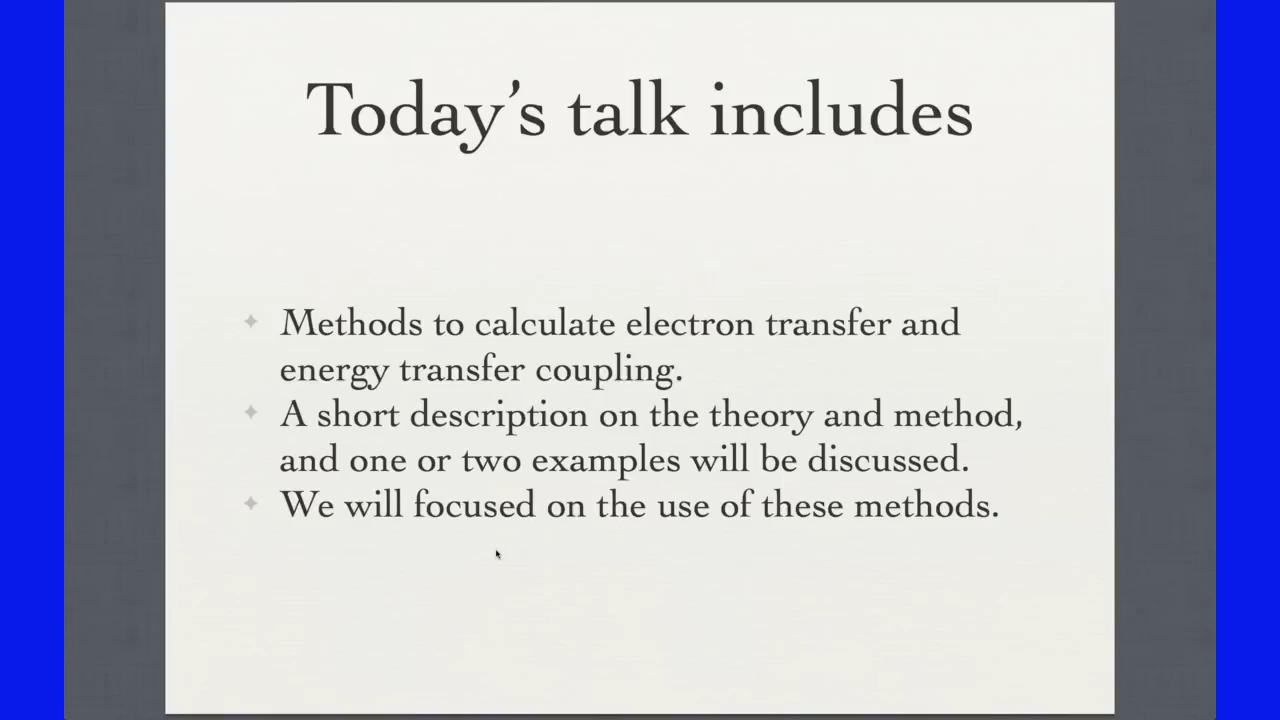 Today’s talk includes
Methods to calculate electron transfer and
energy transfer coupling.
A short description on the theory and method,
and one or two examples will be discussed.
We will focused on the use of these methods.